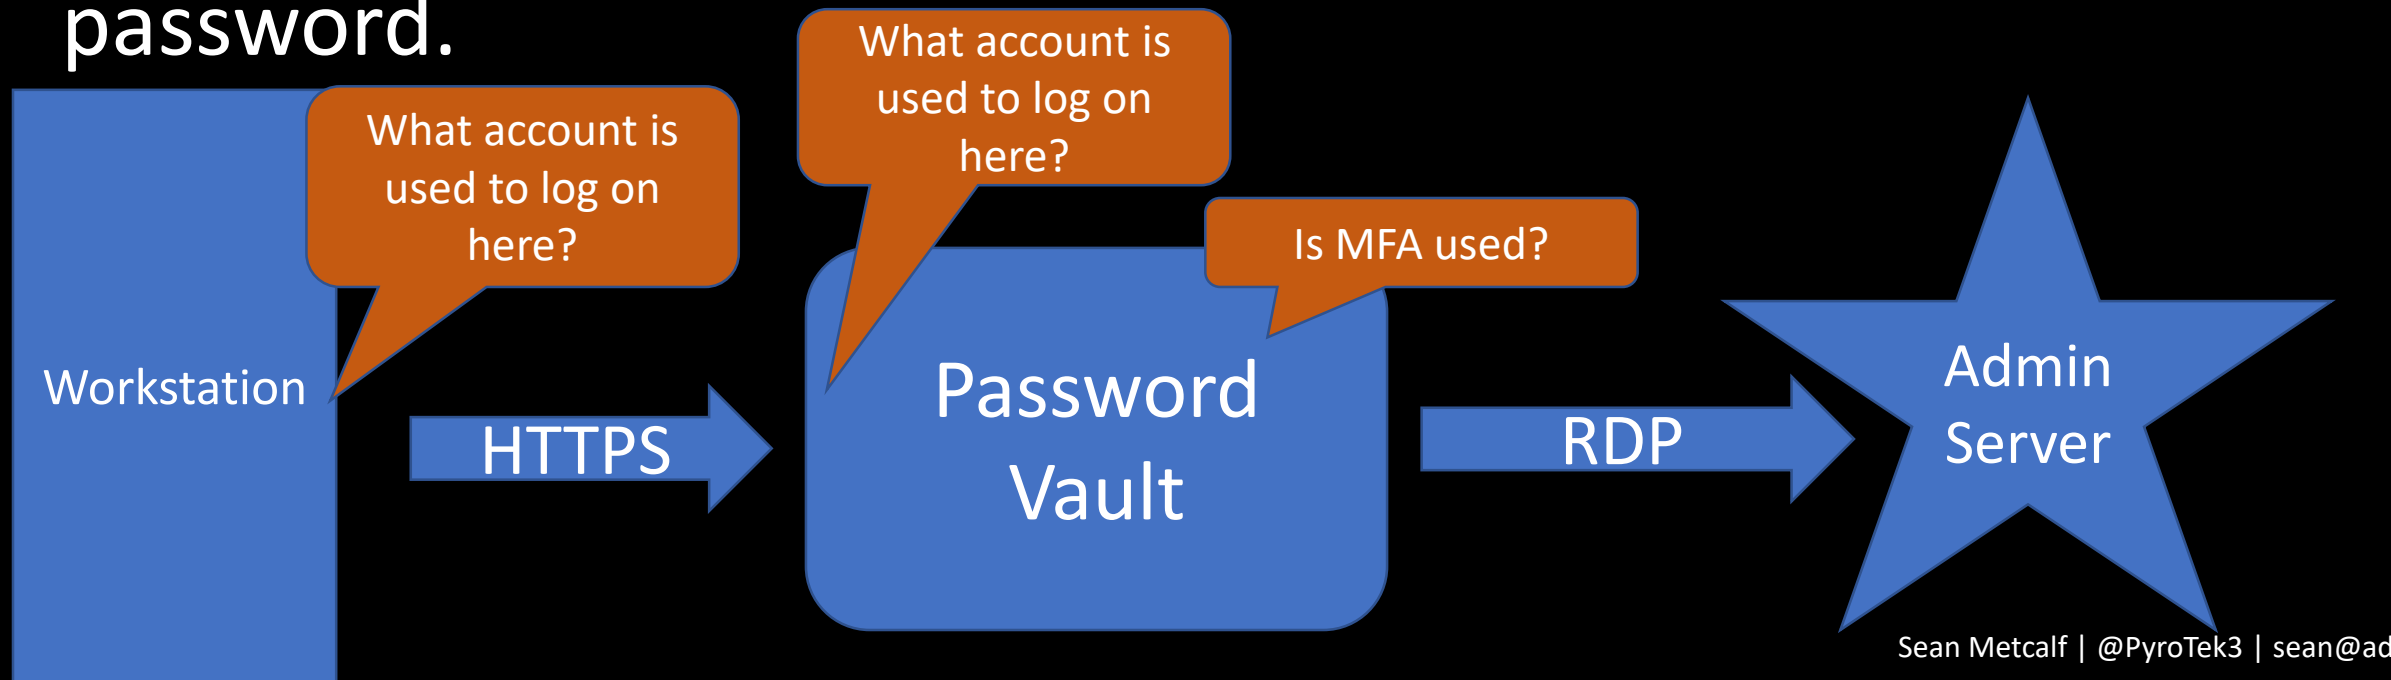 password.
What account is
used to log on
here?
What account is
used to log on
here?
Is MFA used?
Workstation
HTTPS
Password
Vault
RDP
Admin
Server
Sean Metcalf | @PyroTek3 | sean@ad